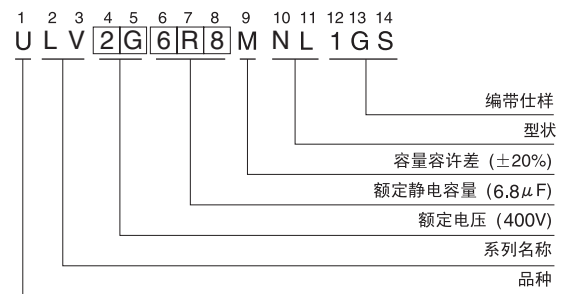 1 2 3 4 5 6 7 8 9 10 11 12 13 14
U L V 2 G 6 R 8 M N L 1 G S
编带仕样
型状
容量容许差 (±20%)
额定静电容量 (6.8μF)
额定电压 (400V)
系列名称
品种